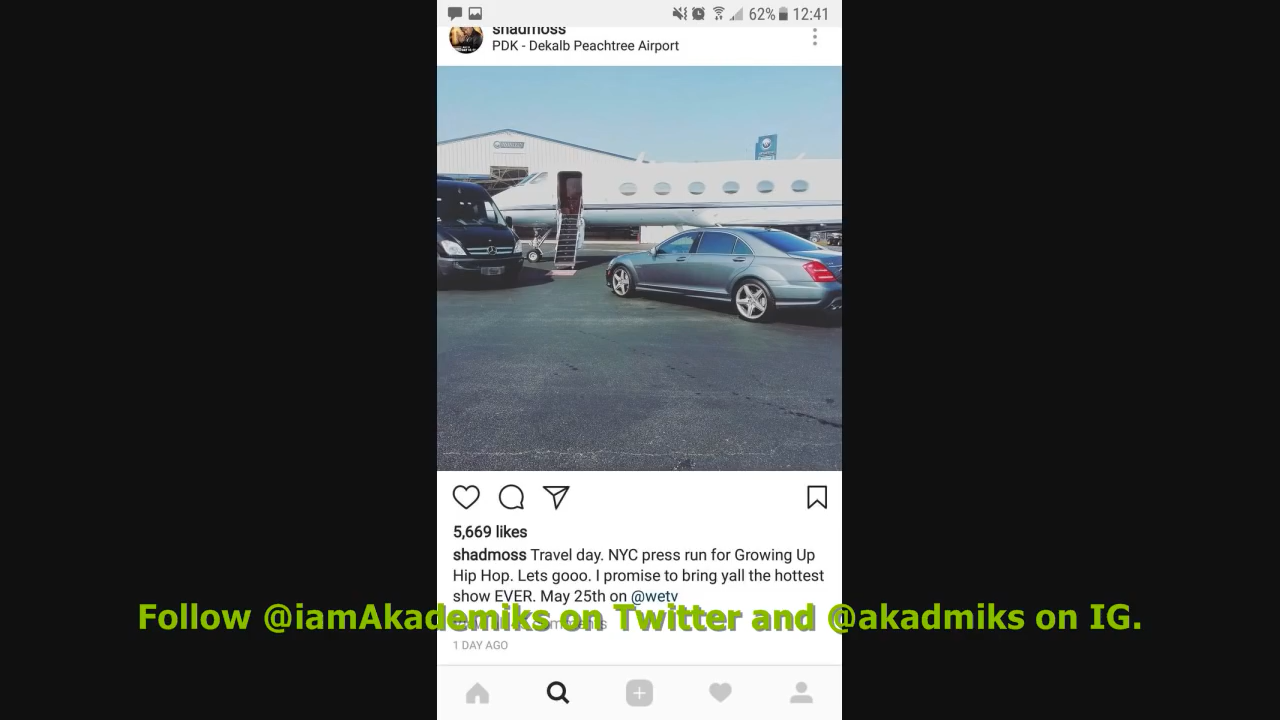 62% 12:41
shadmoss
PDK - Dekalb Peachtree Airport
5,669 likes
shadmoss Travel day. NYC press run for Growing Up
Hip Hop. Lets gooo. I promise to bring yall the hottest
show EVER. May 25th on @wetv
Follow @iamAkademiks on Twitter and @akadmiks on IG.
1 DAY AGO